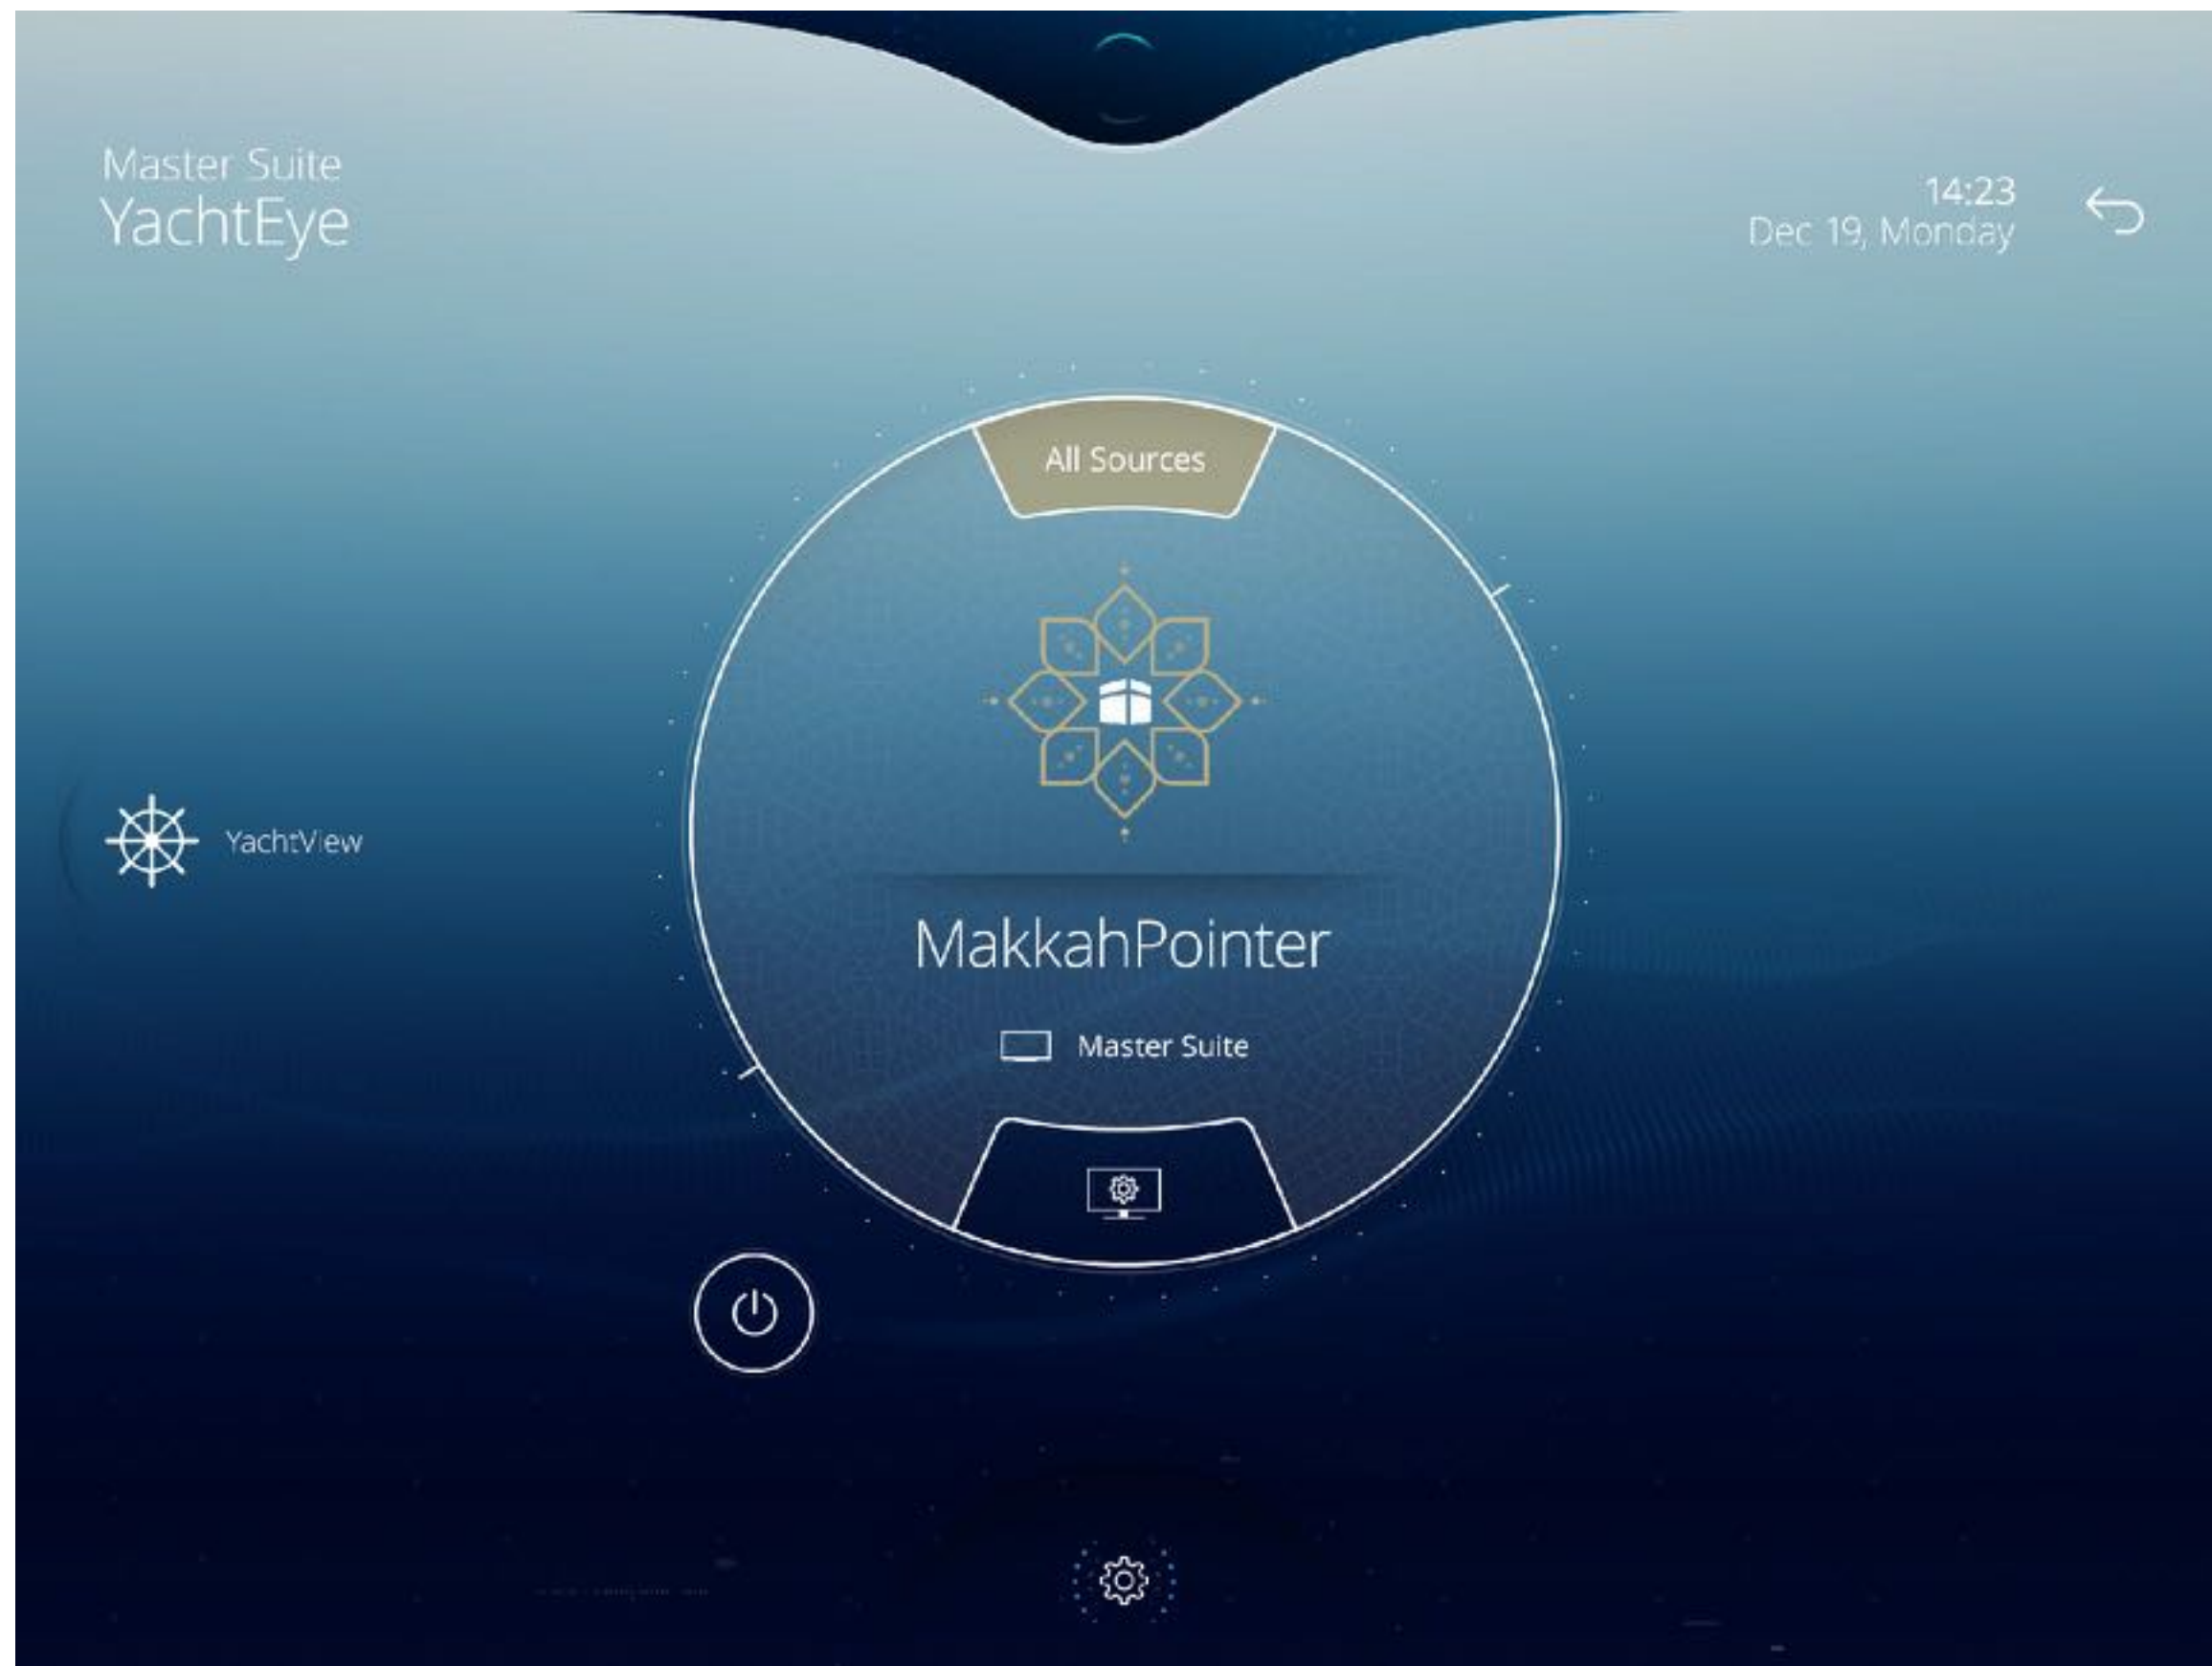 Master Suite
YachtEye
14:23
Dec 19, Monday
All Sources
YachtView
MakkahPointer
Master Suite